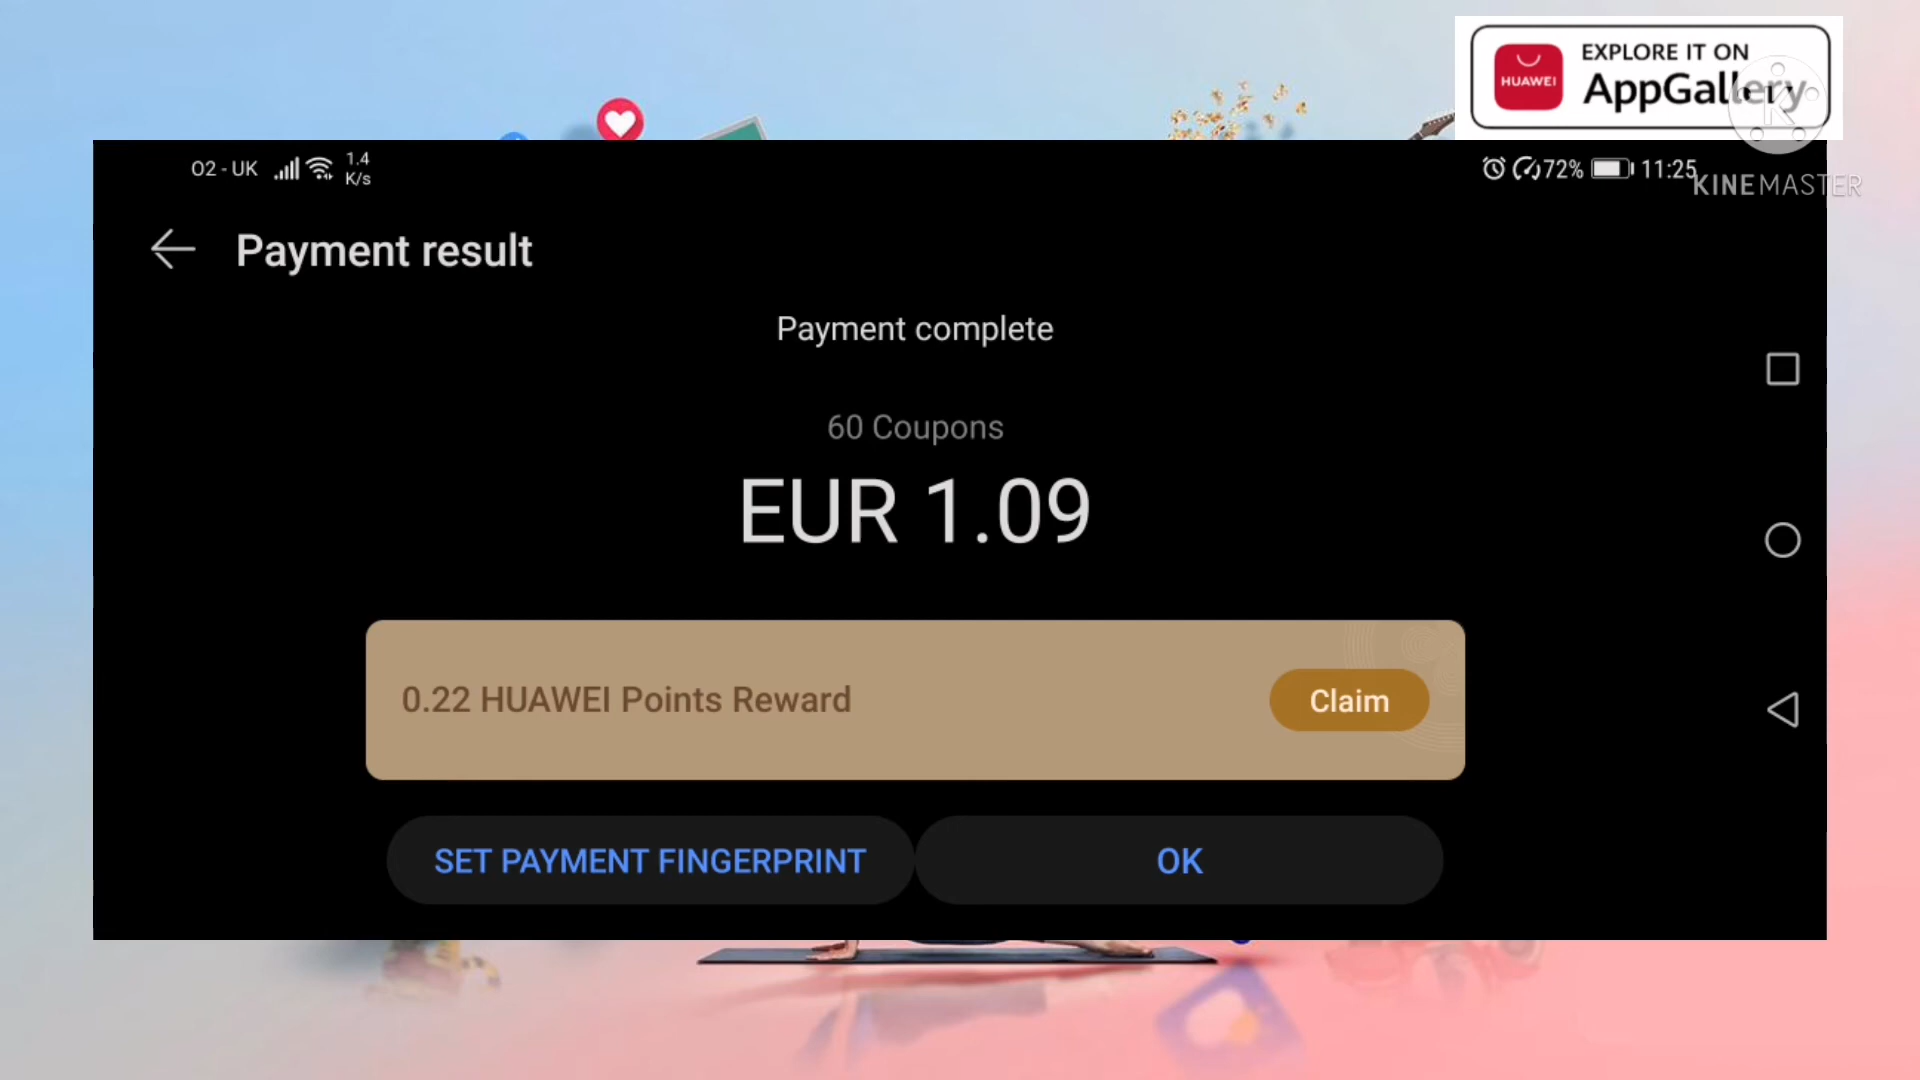 EXPLORE IT ON
HUAWEI
AppGallery
KINEMASTER
O2 - UK
1.4
K/s
72%
11:25
Payment result
Payment complete
60 Coupons
EUR 1.09
0.22 HUAWEI Points Reward
Claim
SET PAYMENT FINGERPRINT
OK